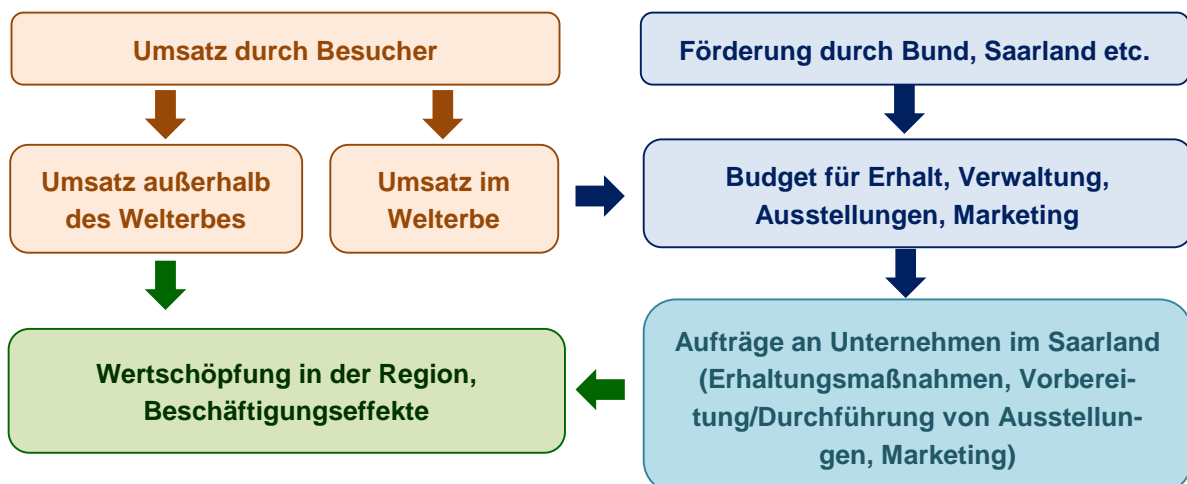 Umsatz durch Besucher
Förderung durch Bund, Saarland etc.
Umsatz außerhalb
des Welterbes
Umsatz im
Welterbe
Budget für Erhalt, Verwaltung,
Ausstellungen, Marketing
Wertschöpfung in der Region,
Beschäftigungseffekte
Aufträge an Unternehmen im Saarland
(Erhaltungsmaßnahmen, Vorberei-
tung/Durchführung von Ausstellun-
gen, Marketing)